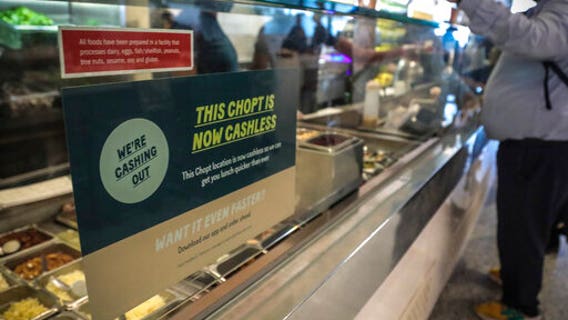 All foods have been prepared in a facility that
processes dairy, eggs, fish/shellfish, peanuts,
tree nuts, sesame, soy and gluten.
WE'RE
CASHING
OUT
THIS CHOPT IS
NOW CASHLESS
This Chopt location is now cashless so we can
get you lunch quicker than ever!
WANT IT EVEN FASTER?
Download our app and order ahead.